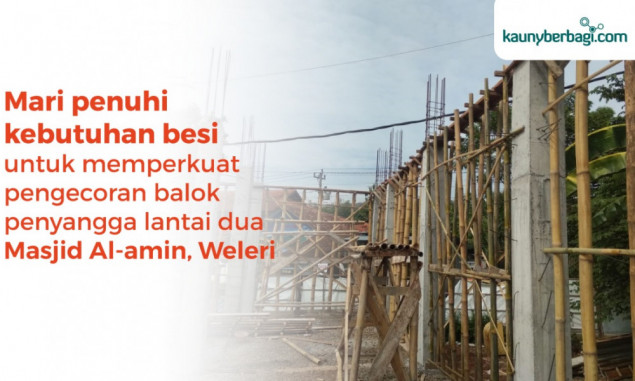 kaunyberbagi.com
Mari penuhi
kebutuhan besi
untuk memperkuat
pengecoran balok
penyangga lantai dua
Masjid Al-amin, Weleri